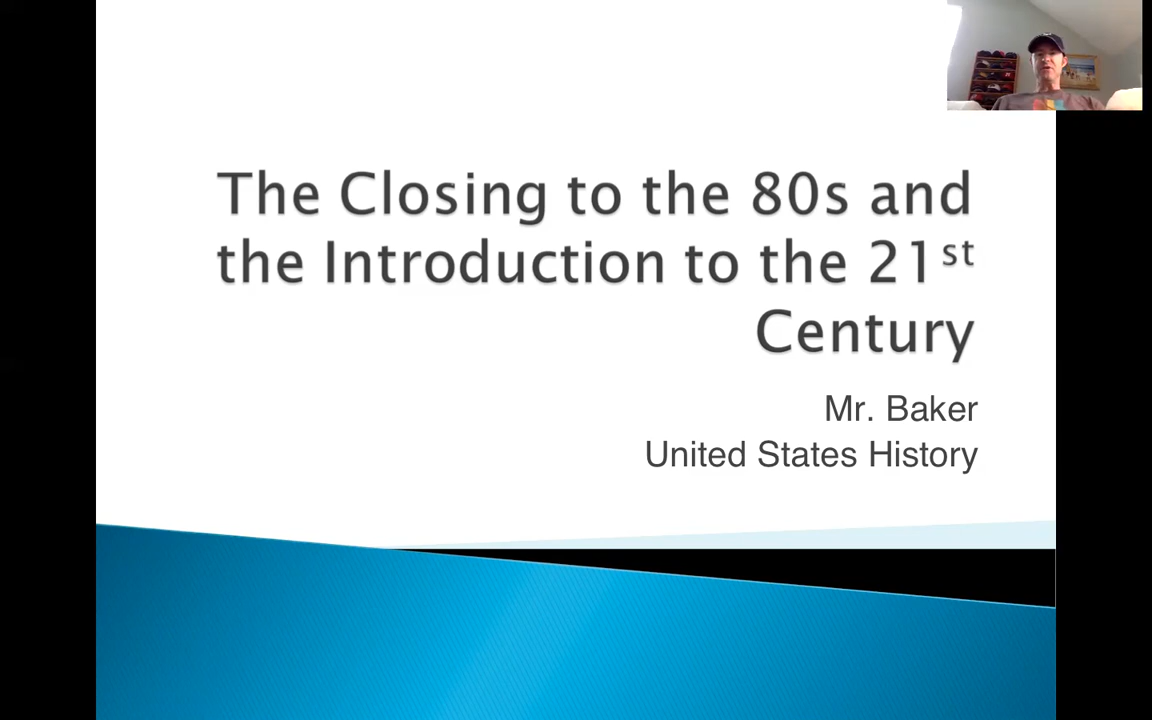 The Closing to the 80s and
the Introduction to the 21st
Century
Mr. Baker
United States History